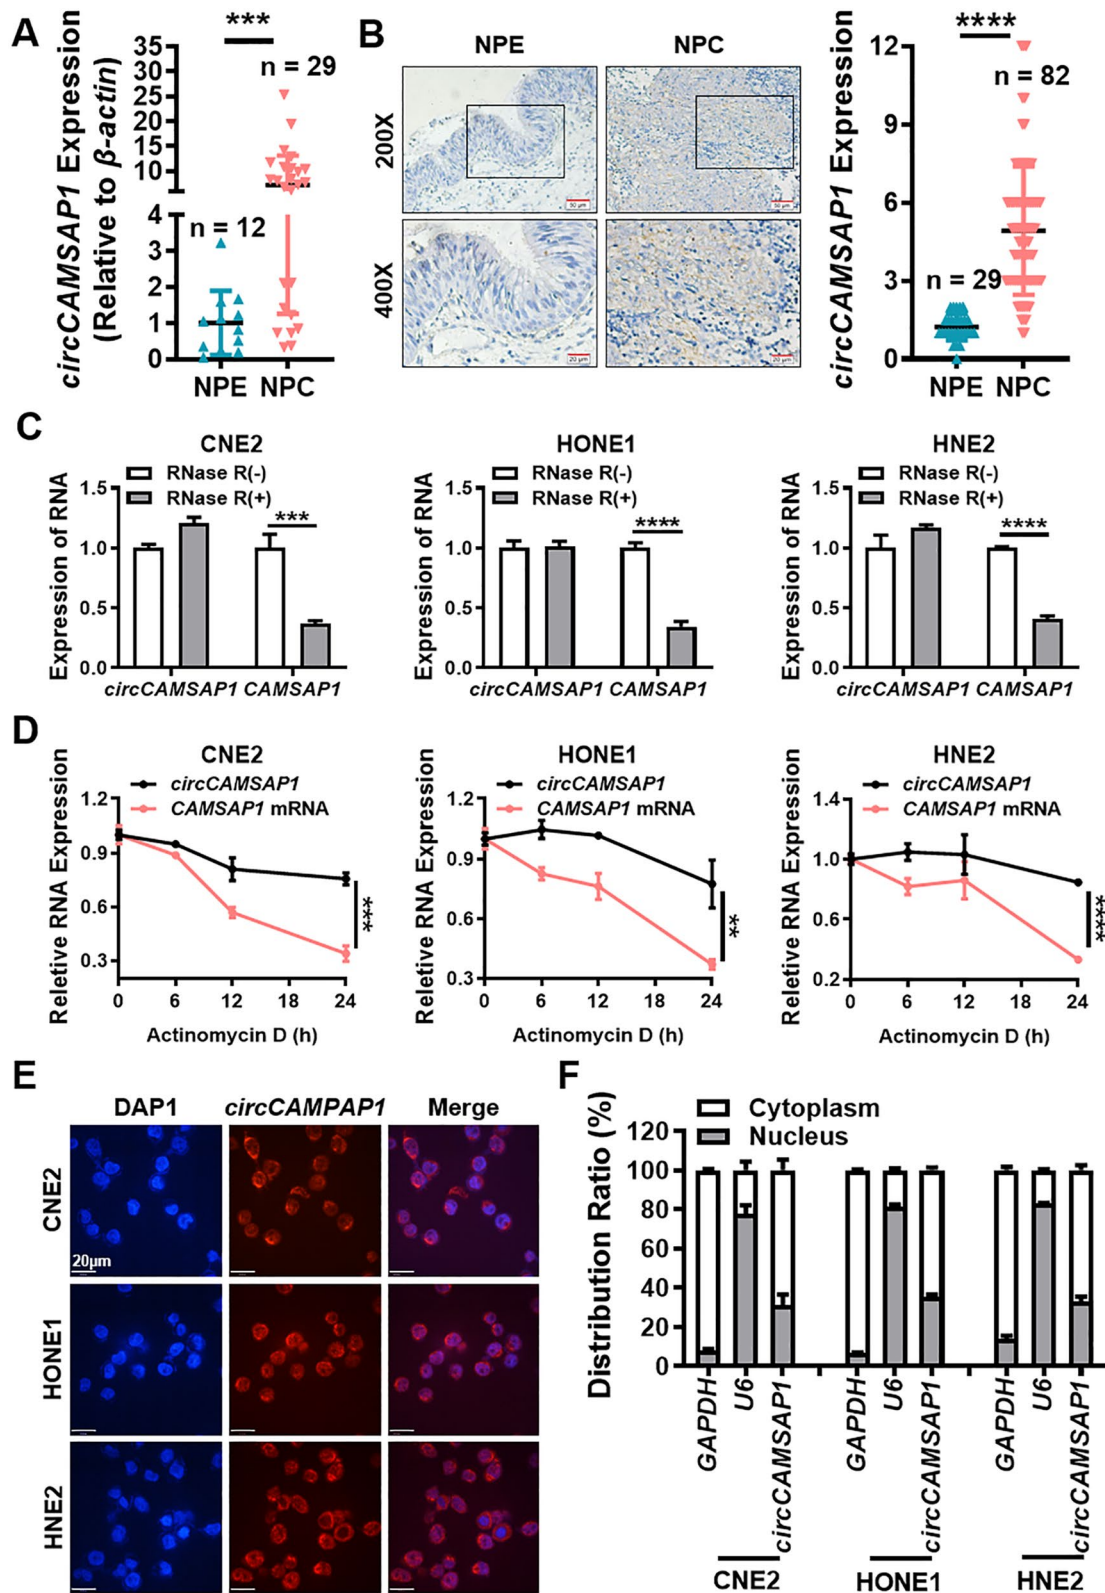 A
circCAMSAP1 Expression
(Relative to β-actin)
***
35
30
25
20
15
10
5
4
3
2
1
0
n = 29
n = 12
NPE
NPC
B
NPE
NPC
200X
400X
50 μm
50 μm
20 μm
20 μm
circCAMSAP1 Expression
****
12
9
6
3
0
n = 82
n = 29
NPE
NPC
C
CNE2
RNase R(-)
RNase R(+)
Expression of RNA
1.5
1.0
0.5
0.0
***
circCAMSAP1
CAMSAP1
HONE1
RNase R(-)
RNase R(+)
Expression of RNA
1.5
1.0
0.5
0.0
****
circCAMSAP1
CAMSAP1
HNE2
RNase R(-)
RNase R(+)
Expression of RNA
1.5
1.0
0.5
0.0
****
circCAMSAP1
CAMSAP1
D
CNE2
circCAMSAP1
CAMSAP1 mRNA
Reletive RNA Expression
1.2
0.9
0.6
0.3
***
0 6 12 18 24
Actinomycin D (h)
HONE1
circCAMSAP1
CAMSAP1 mRNA
Reletive RNA Expression
1.2
0.9
0.6
0.3
**
0 6 12 18 24
Actinomycin D (h)
HNE2
circCAMSAP1
CAMSAP1 mRNA
Reletive RNA Expression
1.4
1.0
0.6
0.2
****
0 6 12 18 24
Actinomycin D (h)
E
DAP1
circCAMPAP1
Merge
CNE2
20μm
HONE1
HNE2
F
Cytoplasm
Nucleus
Distribution Ratio (%)
120
100
80
60
40
20
0
GAPDH
U6
circCAMSAP1
GAPDH
U6
circCAMSAP1
GAPDH
U6
circCAMSAP1
CNE2
HONE1
HNE2